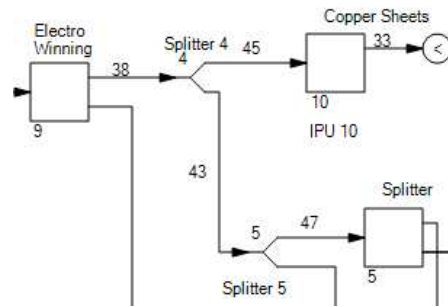 Electro
Winning
38
9
Splitter 4
4
45
10
IPU 10
Copper Sheets
33
<
43
5
Splitter 5
47
Splitter
5